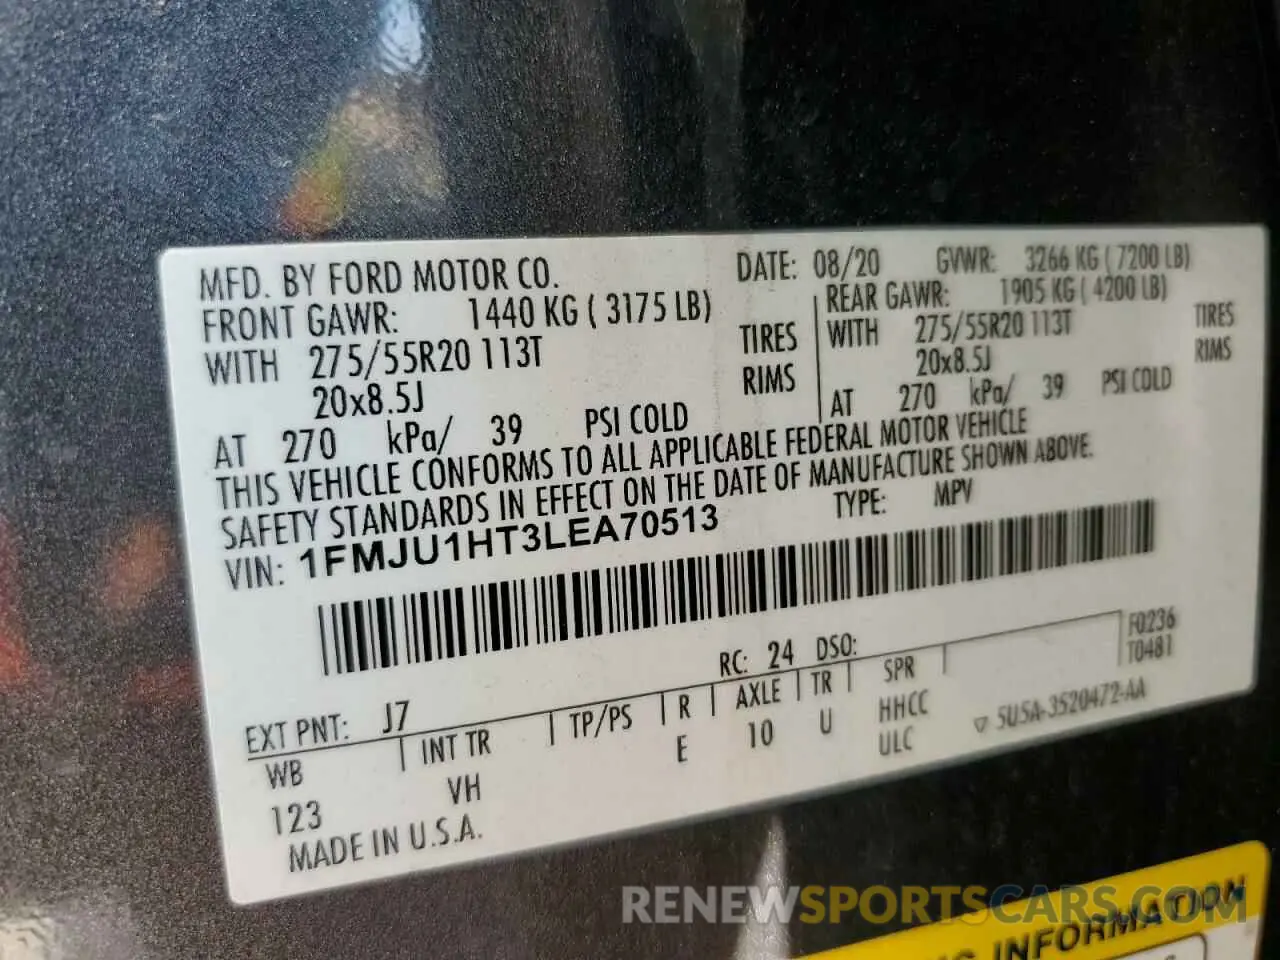 MFD. BY FORD MOTOR CO. DATE: 08/20 GVWR: 3266 KG ( 7200 LB)
FRONT GAWR: 1440 KG ( 3175 LB) REAR GAWR: 1905 KG ( 4200 LB)
WITH 275/55R20 113T TIRES WITH 275/55R20 113T TIRES
20x8.5J RIMS 20x8.5J RIMS
AT 270 kPa/ 39 PSI COLD AT 270 kPa/ 39 PSI COLD
THIS VEHICLE CONFORMS TO ALL APPLICABLE FEDERAL MOTOR VEHICLE
SAFETY STANDARDS IN EFFECT ON THE DATE OF MANUFACTURE SHOWN ABOVE.
VIN: 1FMJU1HT3LEA70513 TYPE: MPV
F0236
T0481
EXT PNT: J7 RC: 24 DSO:
WB INT TR TP/PS R AXLE TR SPR
123 VH E 10 U HHCC
ULC
5USA-3520472-AA
MADE IN U.S.A.
INFORMATION
RENEWSPORTSCARS.COM